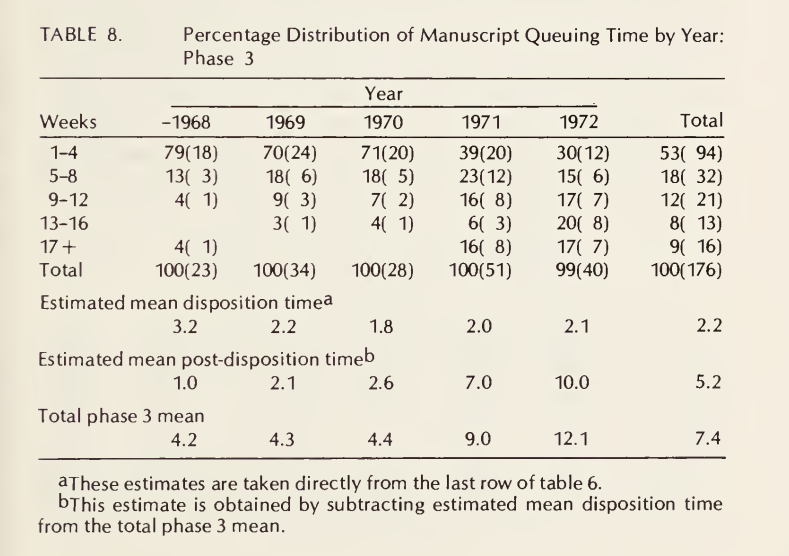 TABLE 8. Percentage Distribution of Manuscript Queuing Time by Year:
Phase 3
Year
Weeks –1968 1969 1970 1971 1972 Total
1–4 79(18) 70(24) 71(20) 39(20) 30(12) 53( 94)
5–8 13( 3) 18( 6) 18( 5) 23(12) 15( 6) 18( 32)
9–12 4( 1) 9( 3) 7( 2) 16( 8) 17( 7) 12( 21)
13–16 3( 1) 4( 1) 6( 3) 20( 8) 8( 13)
17+ 4( 1) 16( 8) 17( 7) 9( 16)
Total 100(23) 100(34) 100(28) 100(51) 99(40) 100(176)
Estimated mean disposition timea
3.2 2.2 1.8 2.0 2.1 2.2
Estimated mean post-disposition timeb
1.0 2.1 2.6 7.0 10.0 5.2
Total phase 3 mean
4.2 4.3 4.4 9.0 12.1 7.4
aThese estimates are taken directly from the last row of table 6.
bThis estimate is obtained by subtracting estimated mean disposition time
from the total phase 3 mean.